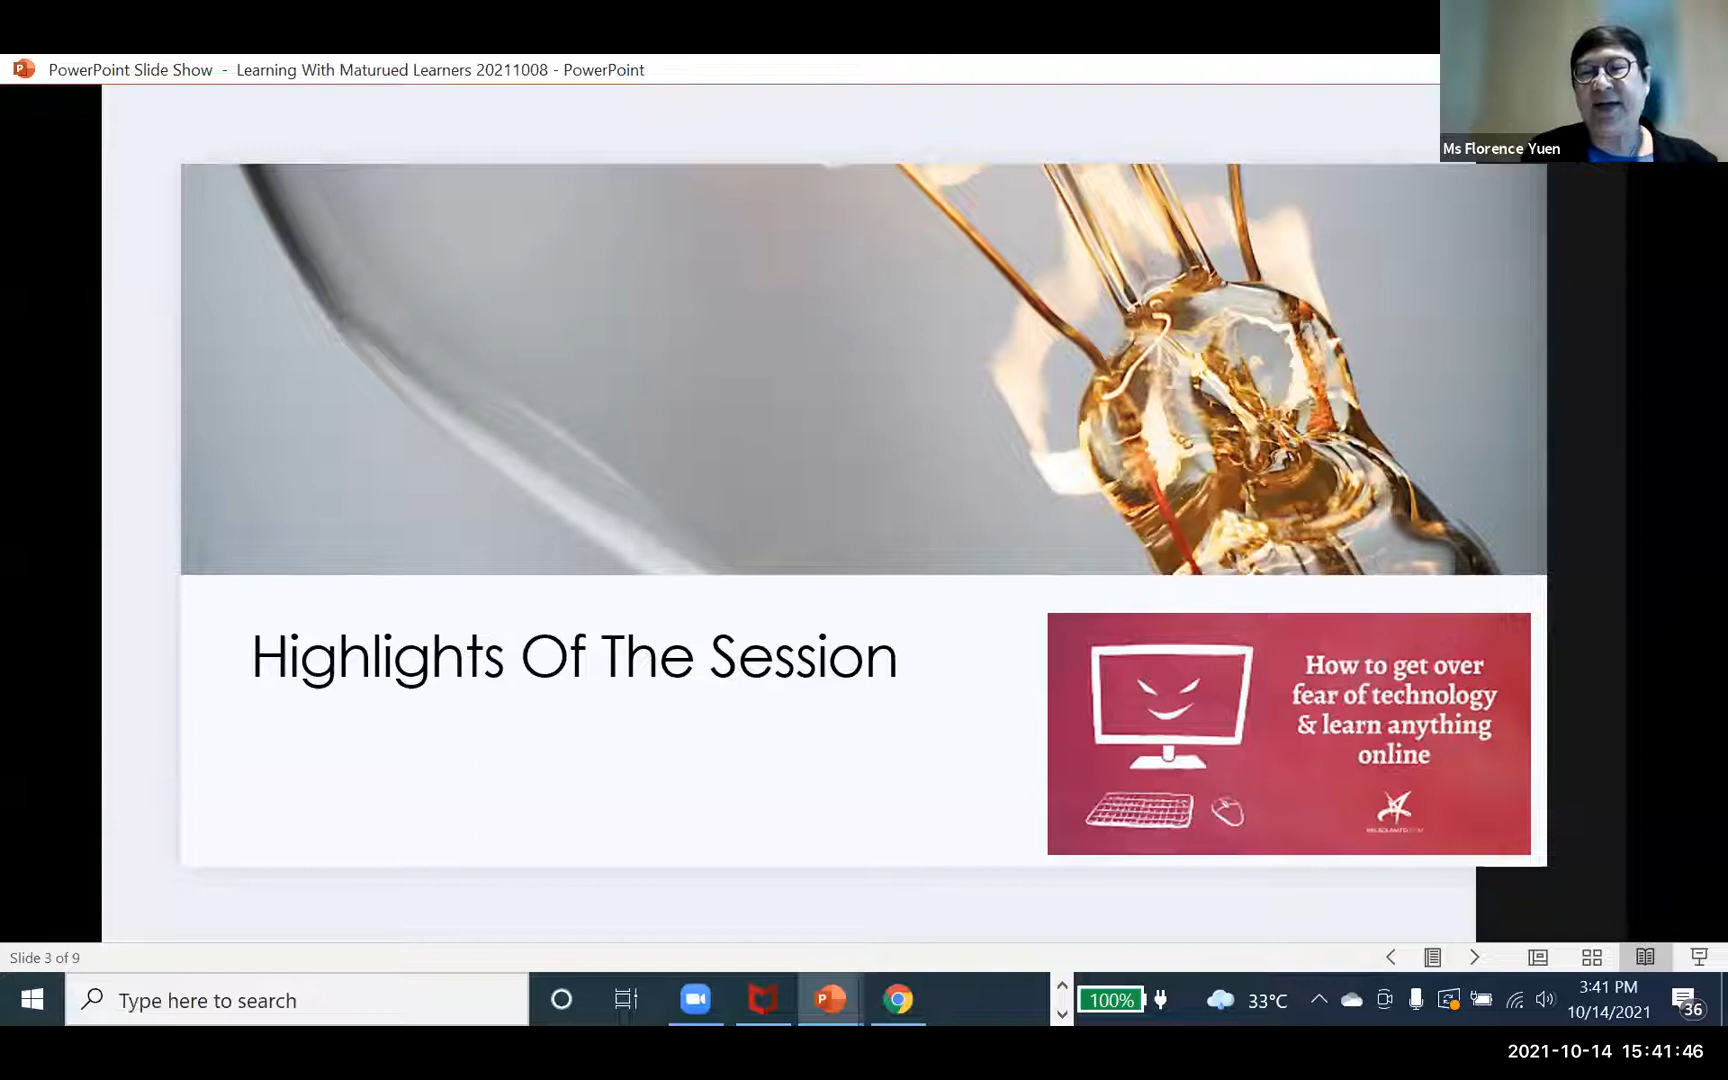 PowerPoint Slide Show - Learning With Maturued Learners 20211008 - PowerPoint
Ms Florence Yuen
Highlights Of The Session
How to get over
fear of technology
& learn anything
online
Slide 3 of 9
Type here to search
100%
33°C
3:41 PM
10/14/2021
36
2021-10-14 15:41:46